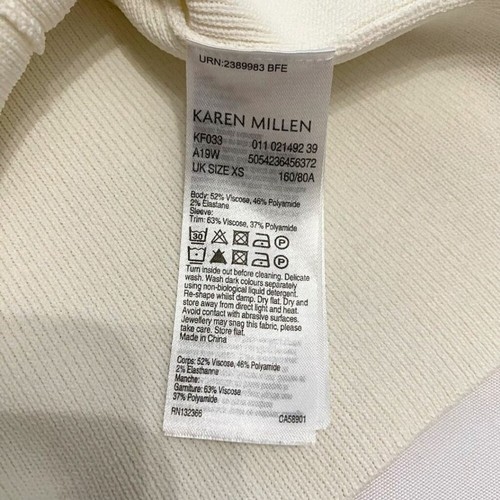 URN:2389983 BFE
KAREN MILLEN
KF033 011 021492 39
A19W 5054236456372
UK SIZE XS 160/80A
Body: 52% Viscose, 46% Polyamide
2% Elastane
Sleeve:
Trim: 63% Viscose, 37% Polyamide
30 P
P
Turn inside out before cleaning. Delicate
wash. Wash dark colours separately
using non-biological liquid detergent.
Re-shape whilst damp. Dry flat. Dry and
store away from direct light and heat.
Avoid contact with abrasive surfaces.
Jewellery may snag this fabric, please
take care. Store flat.
Made in China
Corps: 52% Viscose, 46% Polyamide
2% Elasthanne
Manche:
Garniture: 63% Viscose
37% Polyamide
RN132366 CA58901